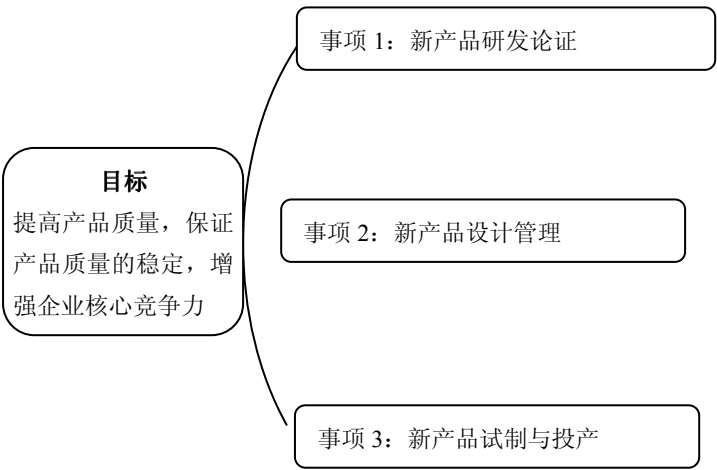 事项 1：新产品研发论证
目标
提高产品质量，保证
产品质量的稳定，增
强企业核心竞争力
事项 2：新产品设计管理
事项 3：新产品试制与投产